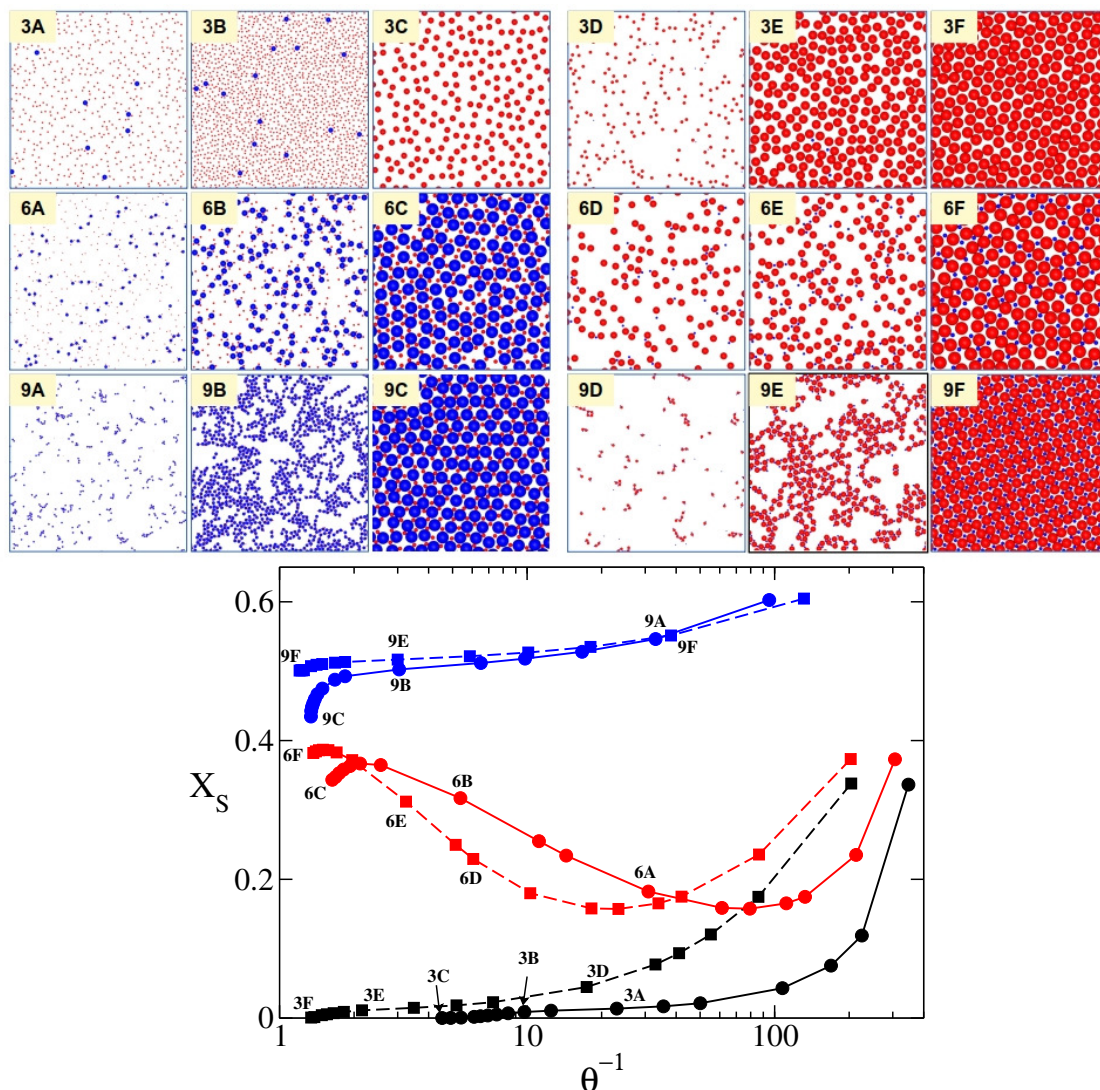 3A 3B 3C 3D 3E 3F
6A 6B 6C 6D 6E 6F
9A 9B 9C 9D 9E 9F
0.6
9A
9E
9F
9F
9B
9C
0.4
6F
X_S
6C
6B
6E
6A
0.2
6D
3B
3C
3D
3F
3E
3A
0
1 10 100
θ⁻¹